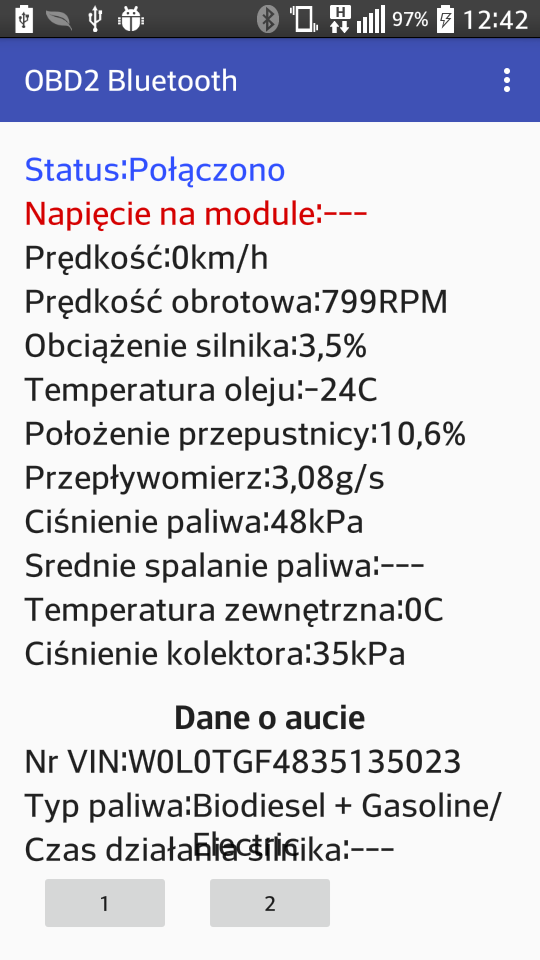 H 97% 12:42
OBD2 Bluetooth
Status:Połączono
Napięcie na module:---
Prędkość:0km/h
Prędkość obrotowa:799RPM
Obciążenie silnika:3,5%
Temperatura oleju:-24C
Położenie przepustnicy:10,6%
Przepływomierz:3,08g/s
Ciśnienie paliwa:48kPa
Srednie spalanie paliwa:---
Temperatura zewnętrzna:0C
Ciśnienie kolektora:35kPa
Dane o aucie
Nr VIN:W0L0TGF4835135023
Typ paliwa:Biodiesel + Gasoline/
Electric
Czas działania silnika:---
1 2